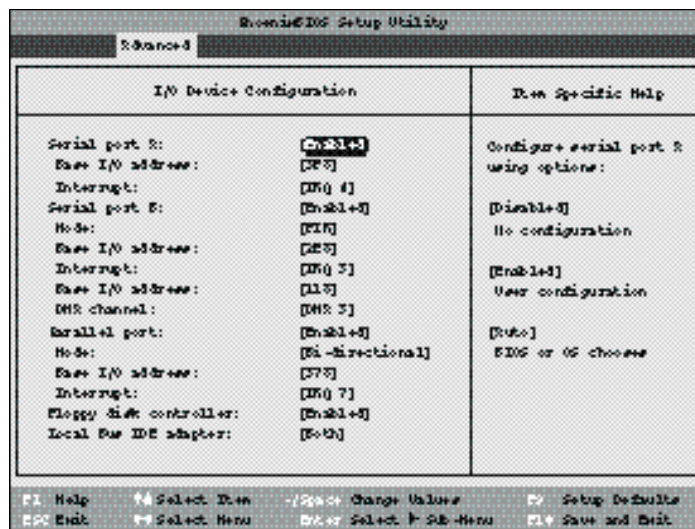 PhoenixBIOS Setup Utility
Advanced
I/O Device Configuration
Item Specific Help
Serial port A: [Enabled]
Base I/O address: [3F8]
Interrupt: [IRQ 4]
Serial port B: [Enabled]
Mode: [FIR]
Base I/O address: [2E8]
Interrupt: [IRQ 3]
Base I/O address: [118]
DMA channel: [DMA 3]
Parallel port: [Enabled]
Mode: [Bi-directional]
Base I/O address: [378]
Interrupt: [IRQ 7]
Floppy disk controller: [Enabled]
Local Bus IDE adapter: [Both]
Configure serial port A
using options:
[Disabled]
No configuration
[Enabled]
User configuration
[Auto]
BIOS or OS chooses
F1 Help Select Item -/Space Change Values F9 Setup Defaults
ESC Exit Select Menu Enter Select Sub-Menu Save and Exit